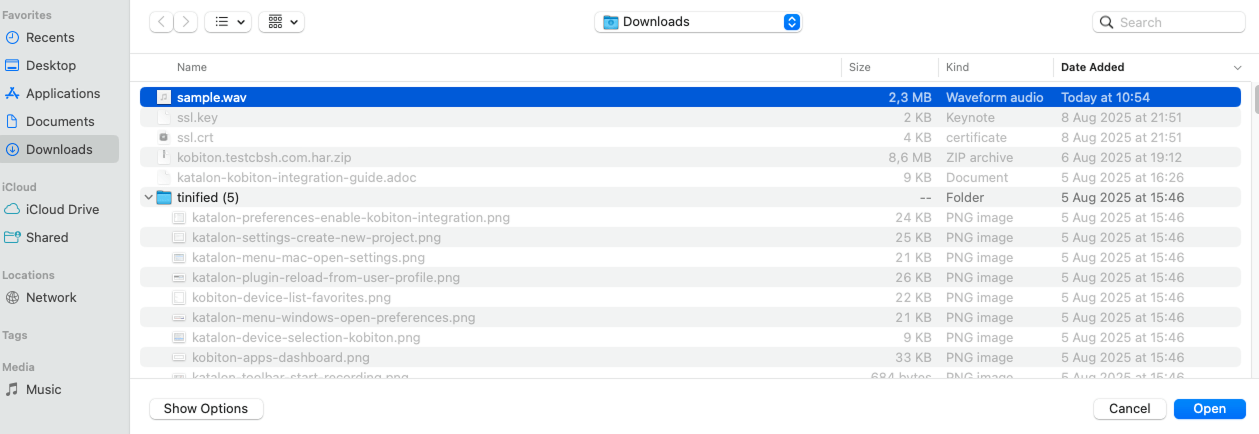 Favorites
Recents
Desktop
Applications
Documents
Downloads
iCloud
iCloud Drive
Shared
Locations
Network
Tags
Media
Music
Downloads
Search
Name Size Kind Date Added
sample.wav 2,3 MB Waveform audio Today at 10:54
ssl.key 2 KB Keynote 8 Aug 2025 at 21:51
ssl.crt 4 KB certificate 8 Aug 2025 at 21:51
kobiton.testcbsh.com.har.zip 8,6 MB ZIP archive 6 Aug 2025 at 19:12
katalon-kobiton-integration-guide.adoc 9 KB Document 5 Aug 2025 at 16:26
tinified (5) -- Folder 5 Aug 2025 at 15:46
katalon-preferences-enable-kobiton-integration.png 24 KB PNG image 5 Aug 2025 at 15:46
katalon-settings-create-new-project.png 25 KB PNG image 5 Aug 2025 at 15:46
katalon-menu-mac-open-settings.png 21 KB PNG image 5 Aug 2025 at 15:46
katalon-plugin-reload-from-user-profile.png 26 KB PNG image 5 Aug 2025 at 15:46
kobiton-device-list-favorites.png 22 KB PNG image 5 Aug 2025 at 15:46
katalon-menu-windows-open-preferences.png 21 KB PNG image 5 Aug 2025 at 15:46
katalon-device-selection-kobiton.png 9 KB PNG image 5 Aug 2025 at 15:46
kobiton-apps-dashboard.png 33 KB PNG image 5 Aug 2025 at 15:46
katalon-toolbar-start-recording.png 684 bytes PNG image 5 Aug 2025 at 15:46
Show Options
Cancel
Open